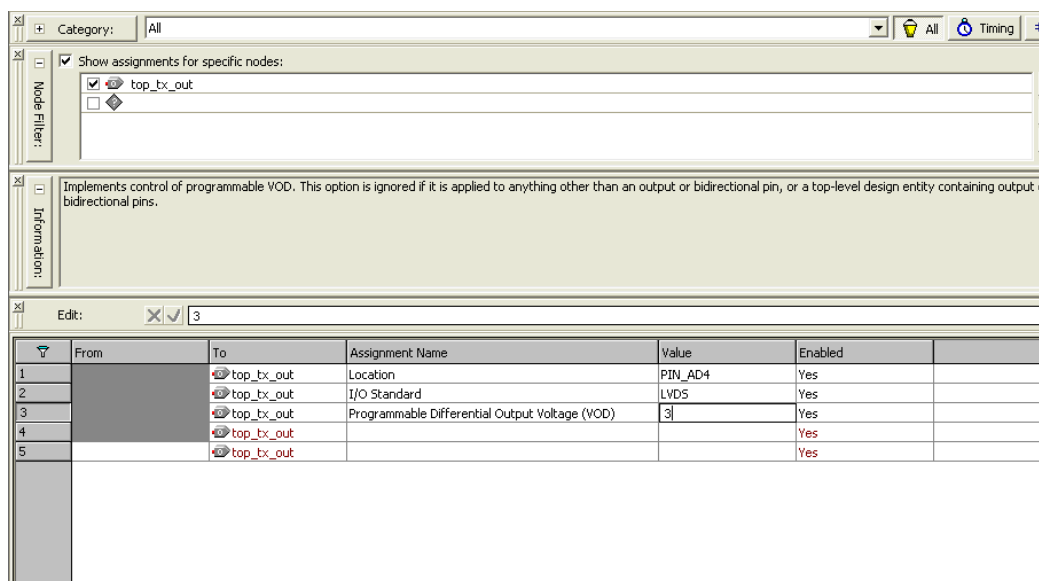 Category: All All Timing
Show assignments for specific nodes:
top_tx_out
Node Filter:
Implements control of programmable VOD. This option is ignored if it is applied to anything other than an output or bidirectional pin, or a top-level design entity containing output
bidirectional pins.
Information:
Edit: 3
From To Assignment Name Value Enabled
1 top_tx_out Location PIN_AD4 Yes
2 top_tx_out I/O Standard LVDS Yes
3 top_tx_out Programmable Differential Output Voltage (VOD) 3 Yes
4 top_tx_out Yes
5 top_tx_out Yes